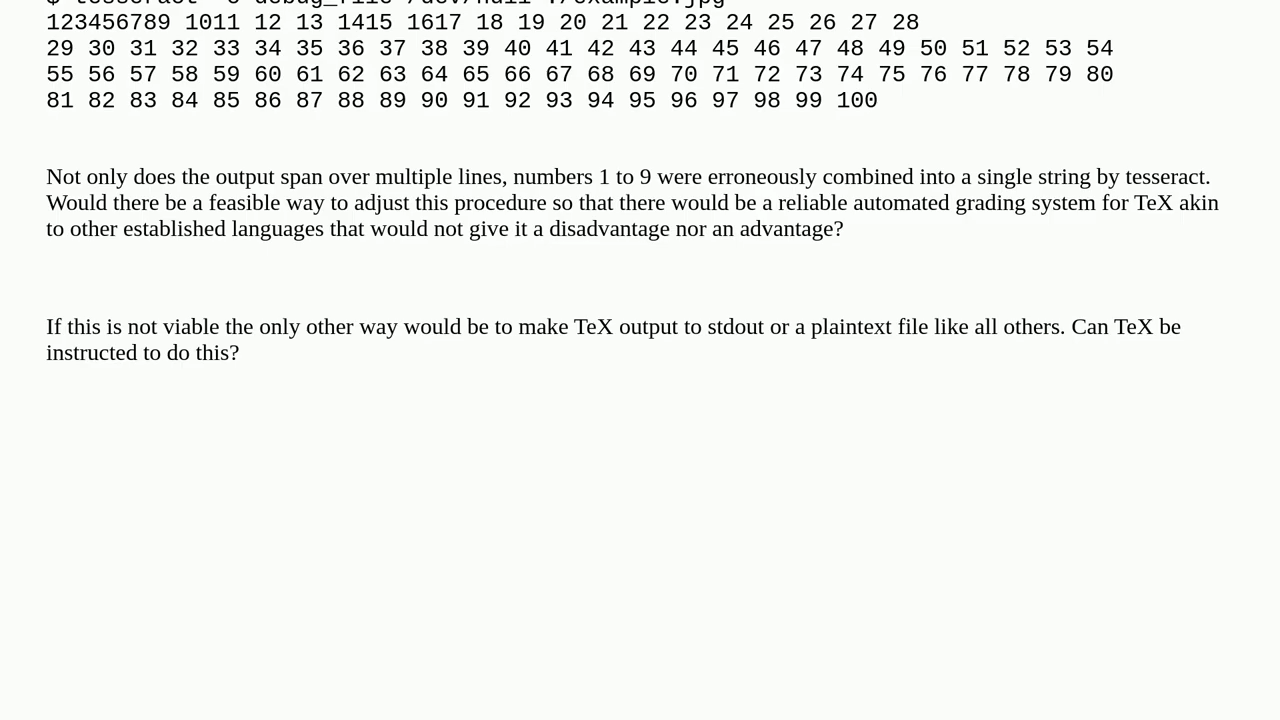 $ tesseract -c debug_file=/dev/null ./example.jpg
123456789 1011 12 13 1415 1617 18 19 20 21 22 23 24 25 26 27 28
29 30 31 32 33 34 35 36 37 38 39 40 41 42 43 44 45 46 47 48 49 50 51 52 53 54
55 56 57 58 59 60 61 62 63 64 65 66 67 68 69 70 71 72 73 74 75 76 77 78 79 80
81 82 83 84 85 86 87 88 89 90 91 92 93 94 95 96 97 98 99 100
Not only does the output span over multiple lines, numbers 1 to 9 were erroneously combined into a single string by tesseract.
Would there be a feasible way to adjust this procedure so that there would be a reliable automated grading system for TeX akin
to other established languages that would not give it a disadvantage nor an advantage?
If this is not viable the only other way would be to make TeX output to stdout or a plaintext file like all others. Can TeX be
instructed to do this?